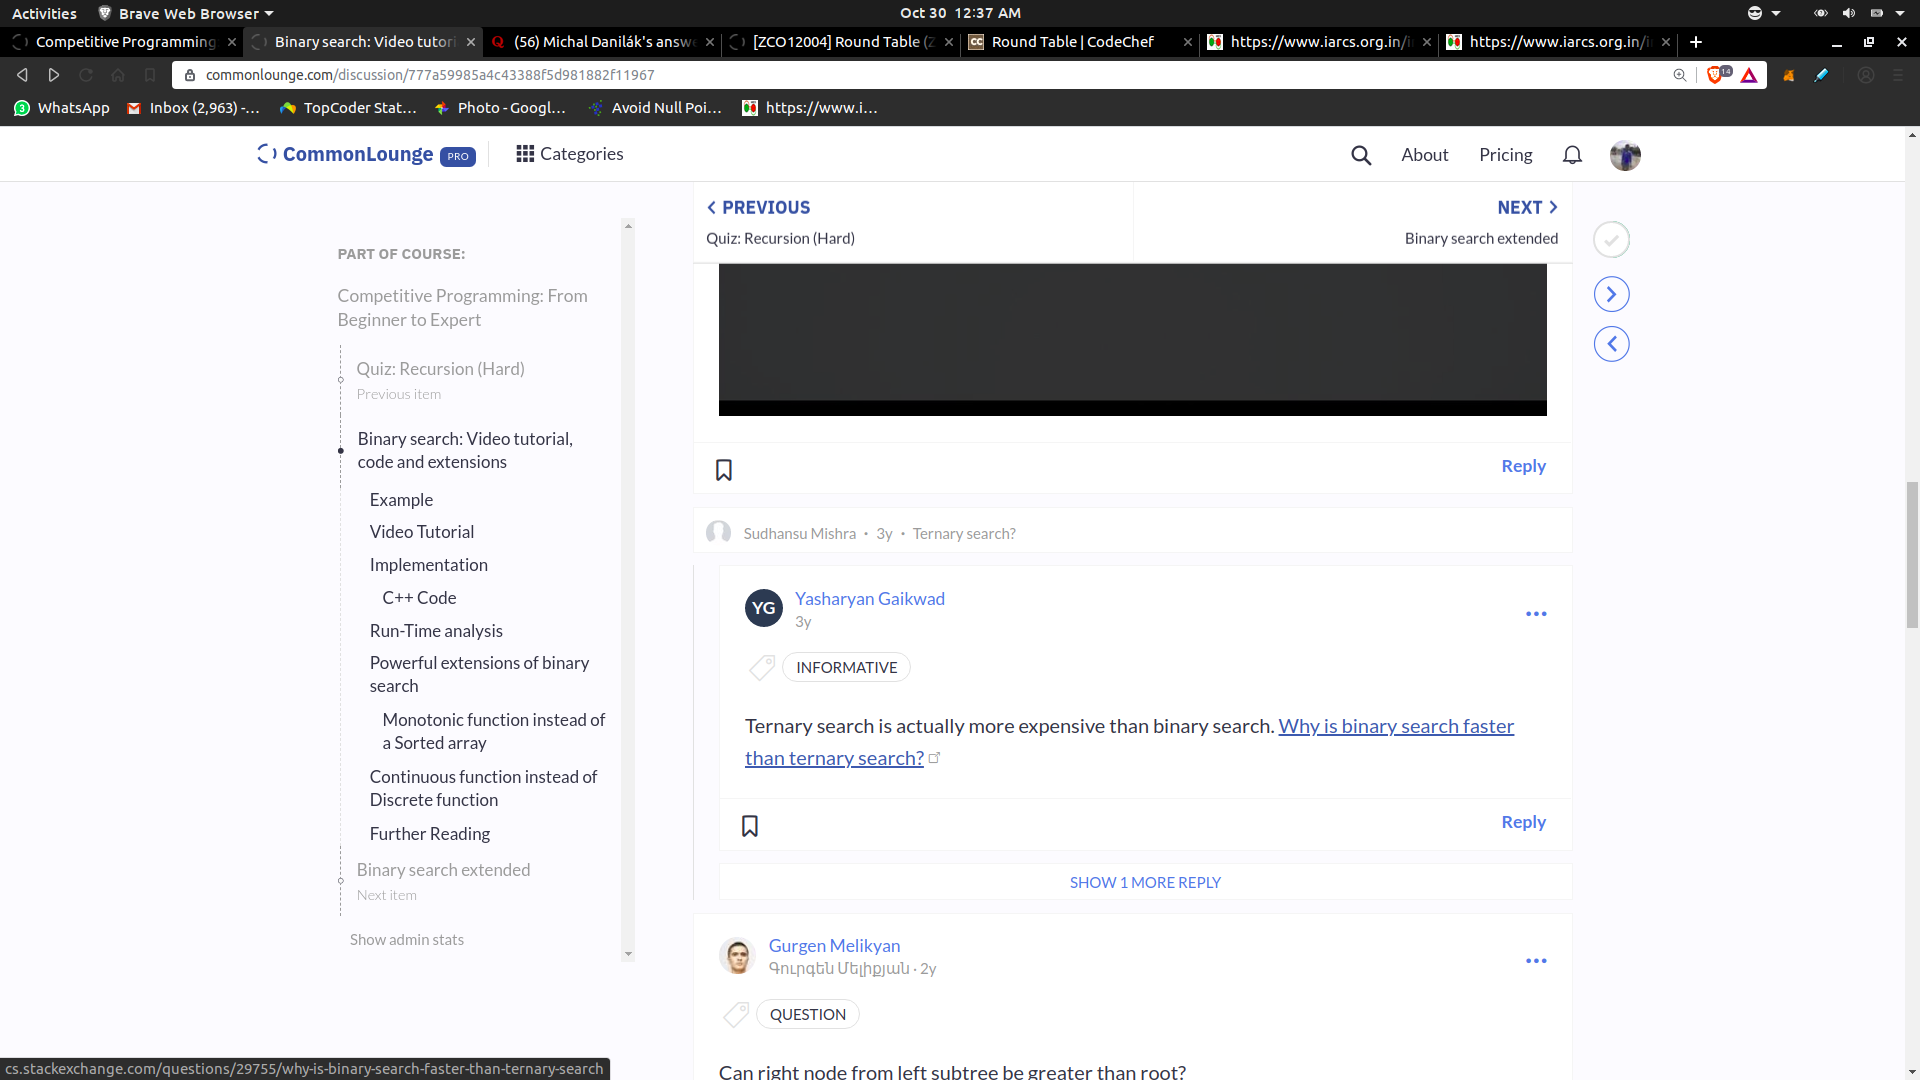 Activities
Brave Web Browser
Oct 30 12:37 AM
Competitive Programming
Binary search: Video tutori
(56) Michal Danilák's answ
[ZCO12004] Round Table (Z
Round Table | CodeChef
https://www.iarcs.org.in/i
https://www.iarcs.org.in/i
commonlounge.com/discussion/777a59985a4c43388f5d981882f11967
14
3
WhatsApp
Inbox (2,963) -...
TopCoder Stat...
Photo - Googl...
Avoid Null Poi...
https://www.i...
CommonLounge PRO
Categories
About
Pricing
PREVIOUS
Quiz: Recursion (Hard)
NEXT
Binary search extended
PART OF COURSE:
Competitive Programming: From
Beginner to Expert
Quiz: Recursion (Hard)
Previous item
Binary search: Video tutorial,
code and extensions
Example
Video Tutorial
Implementation
C++ Code
Run-Time analysis
Powerful extensions of binary
search
Monotonic function instead of
a Sorted array
Continuous function instead of
Discrete function
Further Reading
Binary search extended
Next item
Show admin stats
Reply
Sudhansu Mishra • 3y • Ternary search?
YG
Yasharyan Gaikwad
3y
INFORMATIVE
Ternary search is actually more expensive than binary search. Why is binary search faster
than ternary search?
Reply
SHOW 1 MORE REPLY
Gurgen Melikyan
Գուրգեն Մելիքյան · 2y
QUESTION
Can right node from left subtree be greater than root?
cs.stackexchange.com/questions/29755/why-is-binary-search-faster-than-ternary-search